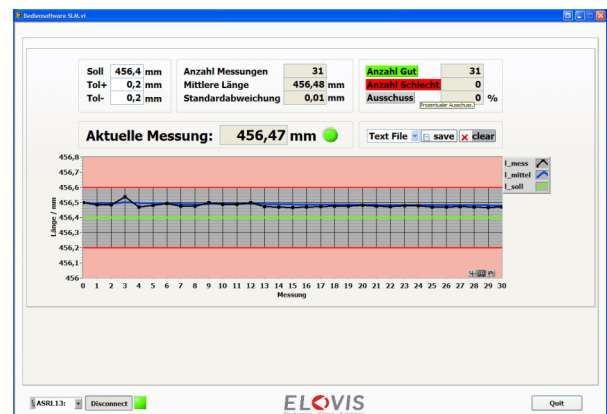 Bediensoftware SLM.vi
Soll 456,4 mm
Tol+ 0,2 mm
Tol- 0,2 mm
Anzahl Messungen 31
Mittlere Länge 456,48 mm
Standardabweichung 0,01 mm
Anzahl Gut 31
Anzahl Schlecht 0
Ausschuss 0 %
Prozentualer Ausschuss.
Aktuelle Messung: 456,47 mm
Text File save clear
456,8
456,7
456,6
456,5
456,4
456,3
456,2
456,1
456
Länge / mm
0 1 2 3 4 5 6 7 8 9 10 11 12 13 14 15 16 17 18 19 20 21 22 23 24 25 26 27 28 29 30
Messung
l_mess
l_mittel
l_soll
ASRL13:
Disconnect
ELOVIS
Quit